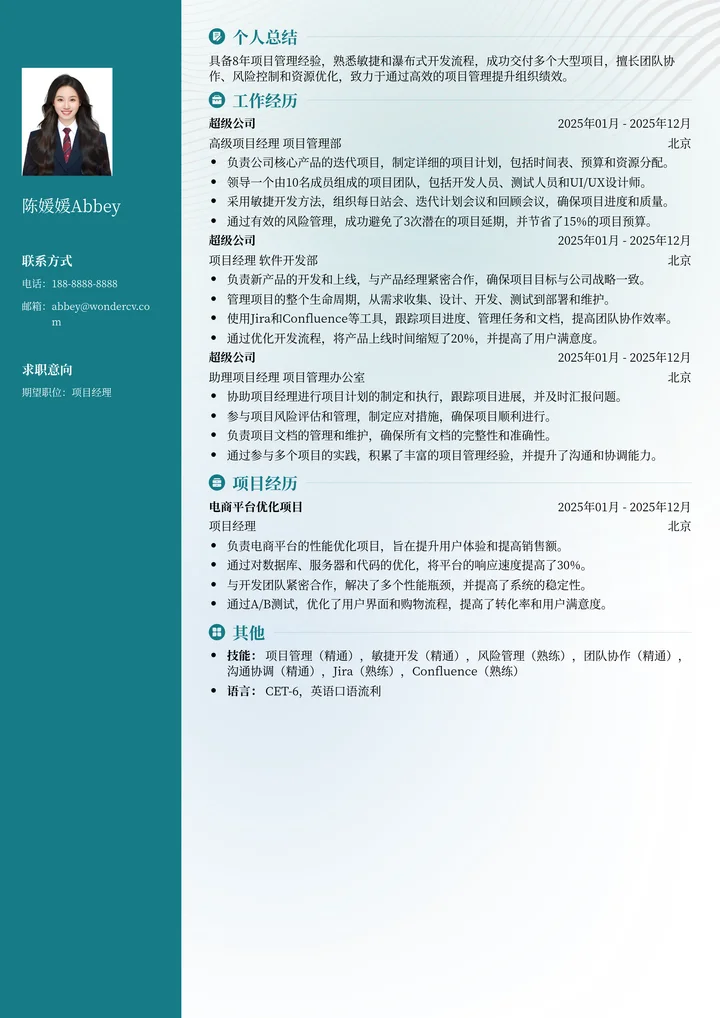 陈媛媛Abbey
联系方式
电话：188-8888-8888
邮箱：abbey@wondercv.co
m
求职意向
期望职位：项目经理
个人总结
具备8年项目管理经验，熟悉敏捷和瀑布式开发流程，成功交付多个大型项目，擅长团队协
作、风险控制和资源优化，致力于通过高效的项目管理提升组织绩效。
工作经历
超级公司 2025年01月 - 2025年12月
高级项目经理 项目管理部 北京
• 负责公司核心产品的迭代项目，制定详细的项目计划，包括时间表、预算和资源分配。
• 领导一个由10名成员组成的项目团队，包括开发人员、测试人员和UI/UX设计师。
• 采用敏捷开发方法，组织每日站会、迭代计划会议和回顾会议，确保项目进度和质量。
• 通过有效的风险管理，成功避免了3次潜在的项目延期，并节省了15%的项目预算。
超级公司 2025年01月 - 2025年12月
项目经理 软件开发部 北京
• 负责新产品的开发和上线，与产品经理紧密合作，确保项目目标与公司战略一致。
• 管理项目的整个生命周期，从需求收集、设计、开发、测试到部署和维护。
• 使用Jira和Confluence等工具，跟踪项目进度、管理任务和文档，提高团队协作效率。
• 通过优化开发流程，将产品上线时间缩短了20%，并提高了用户满意度。
超级公司 2025年01月 - 2025年12月
助理项目经理 项目管理办公室 北京
• 协助项目经理进行项目计划的制定和执行，跟踪项目进展，并及时汇报问题。
• 参与项目风险评估和管理，制定应对措施，确保项目顺利进行。
• 负责项目文档的管理和维护，确保所有文档的完整性和准确性。
• 通过参与多个项目的实践，积累了丰富的项目管理经验，并提升了沟通和协调能力。
项目经历
电商平台优化项目 2025年01月 - 2025年12月
项目经理 北京
• 负责电商平台的性能优化项目，旨在提升用户体验和提高销售额。
• 通过对数据库、服务器和代码的优化，将平台的响应速度提高了30%。
• 与开发团队紧密合作，解决了多个性能瓶颈，并提高了系统的稳定性。
• 通过A/B测试，优化了用户界面和购物流程，提高了转化率和用户满意度。
其他
• 技能： 项目管理（精通），敏捷开发（精通），风险管理（熟练），团队协作（精通），
沟通协调（精通），Jira（熟练），Confluence（熟练）
• 语言： CET-6，英语口语流利